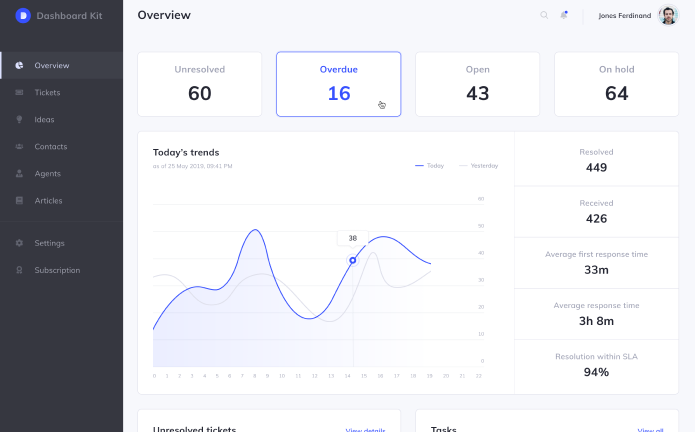 Dashboard Kit
Overview
Tickets
Ideas
Contacts
Agents
Articles
Settings
Subscription
Overview
Jones Ferdinand
Unresolved
60
Overdue
16
Open
43
On hold
64
Today's trends
as of 25 May 2019, 09:41 PM
Today
Yesterday
60
50
40
30
20
10
0
38
0 1 2 3 4 5 6 7 8 9 10 11 12 13 14 15 16 17 18 19 20 21 22
Resolved
449
Received
426
Average first response time
33m
Average response time
3h 8m
Resolution within SLA
94%
Unresolved tickets
View details
Tasks
View all